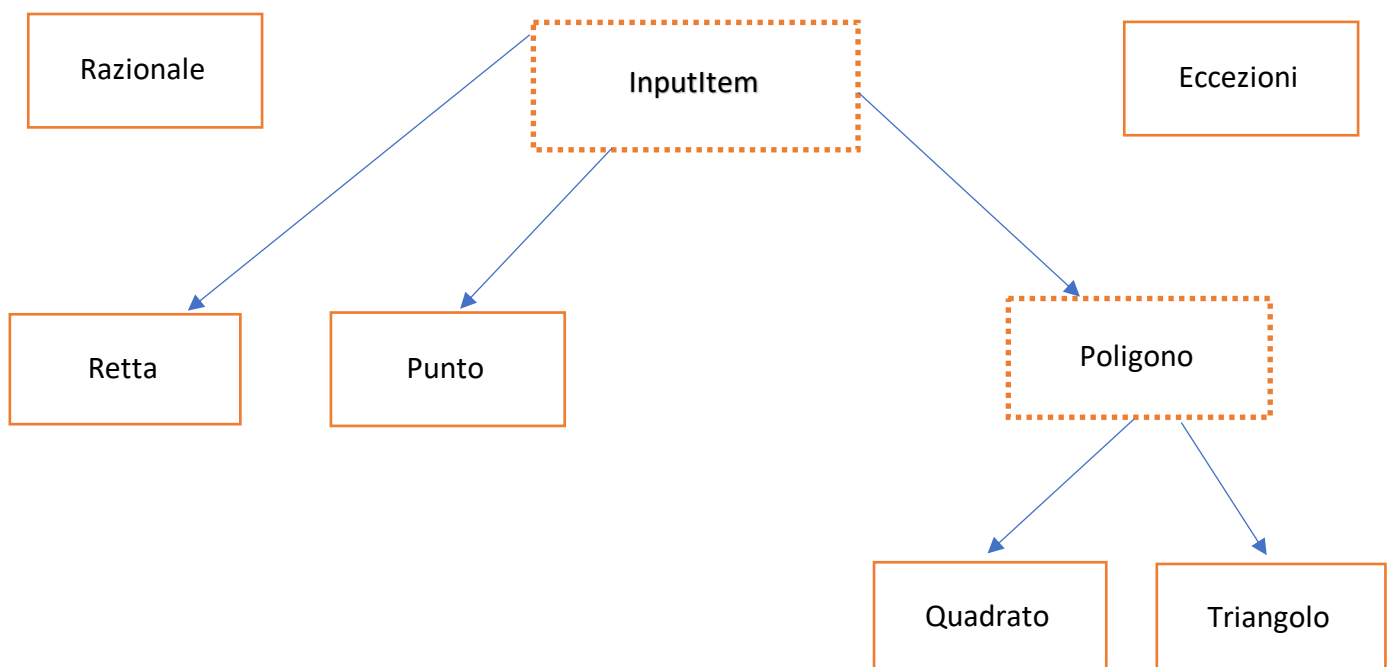 Razionale
InputItem
Eccezioni
Retta
Punto
Poligono
Quadrato
Triangolo